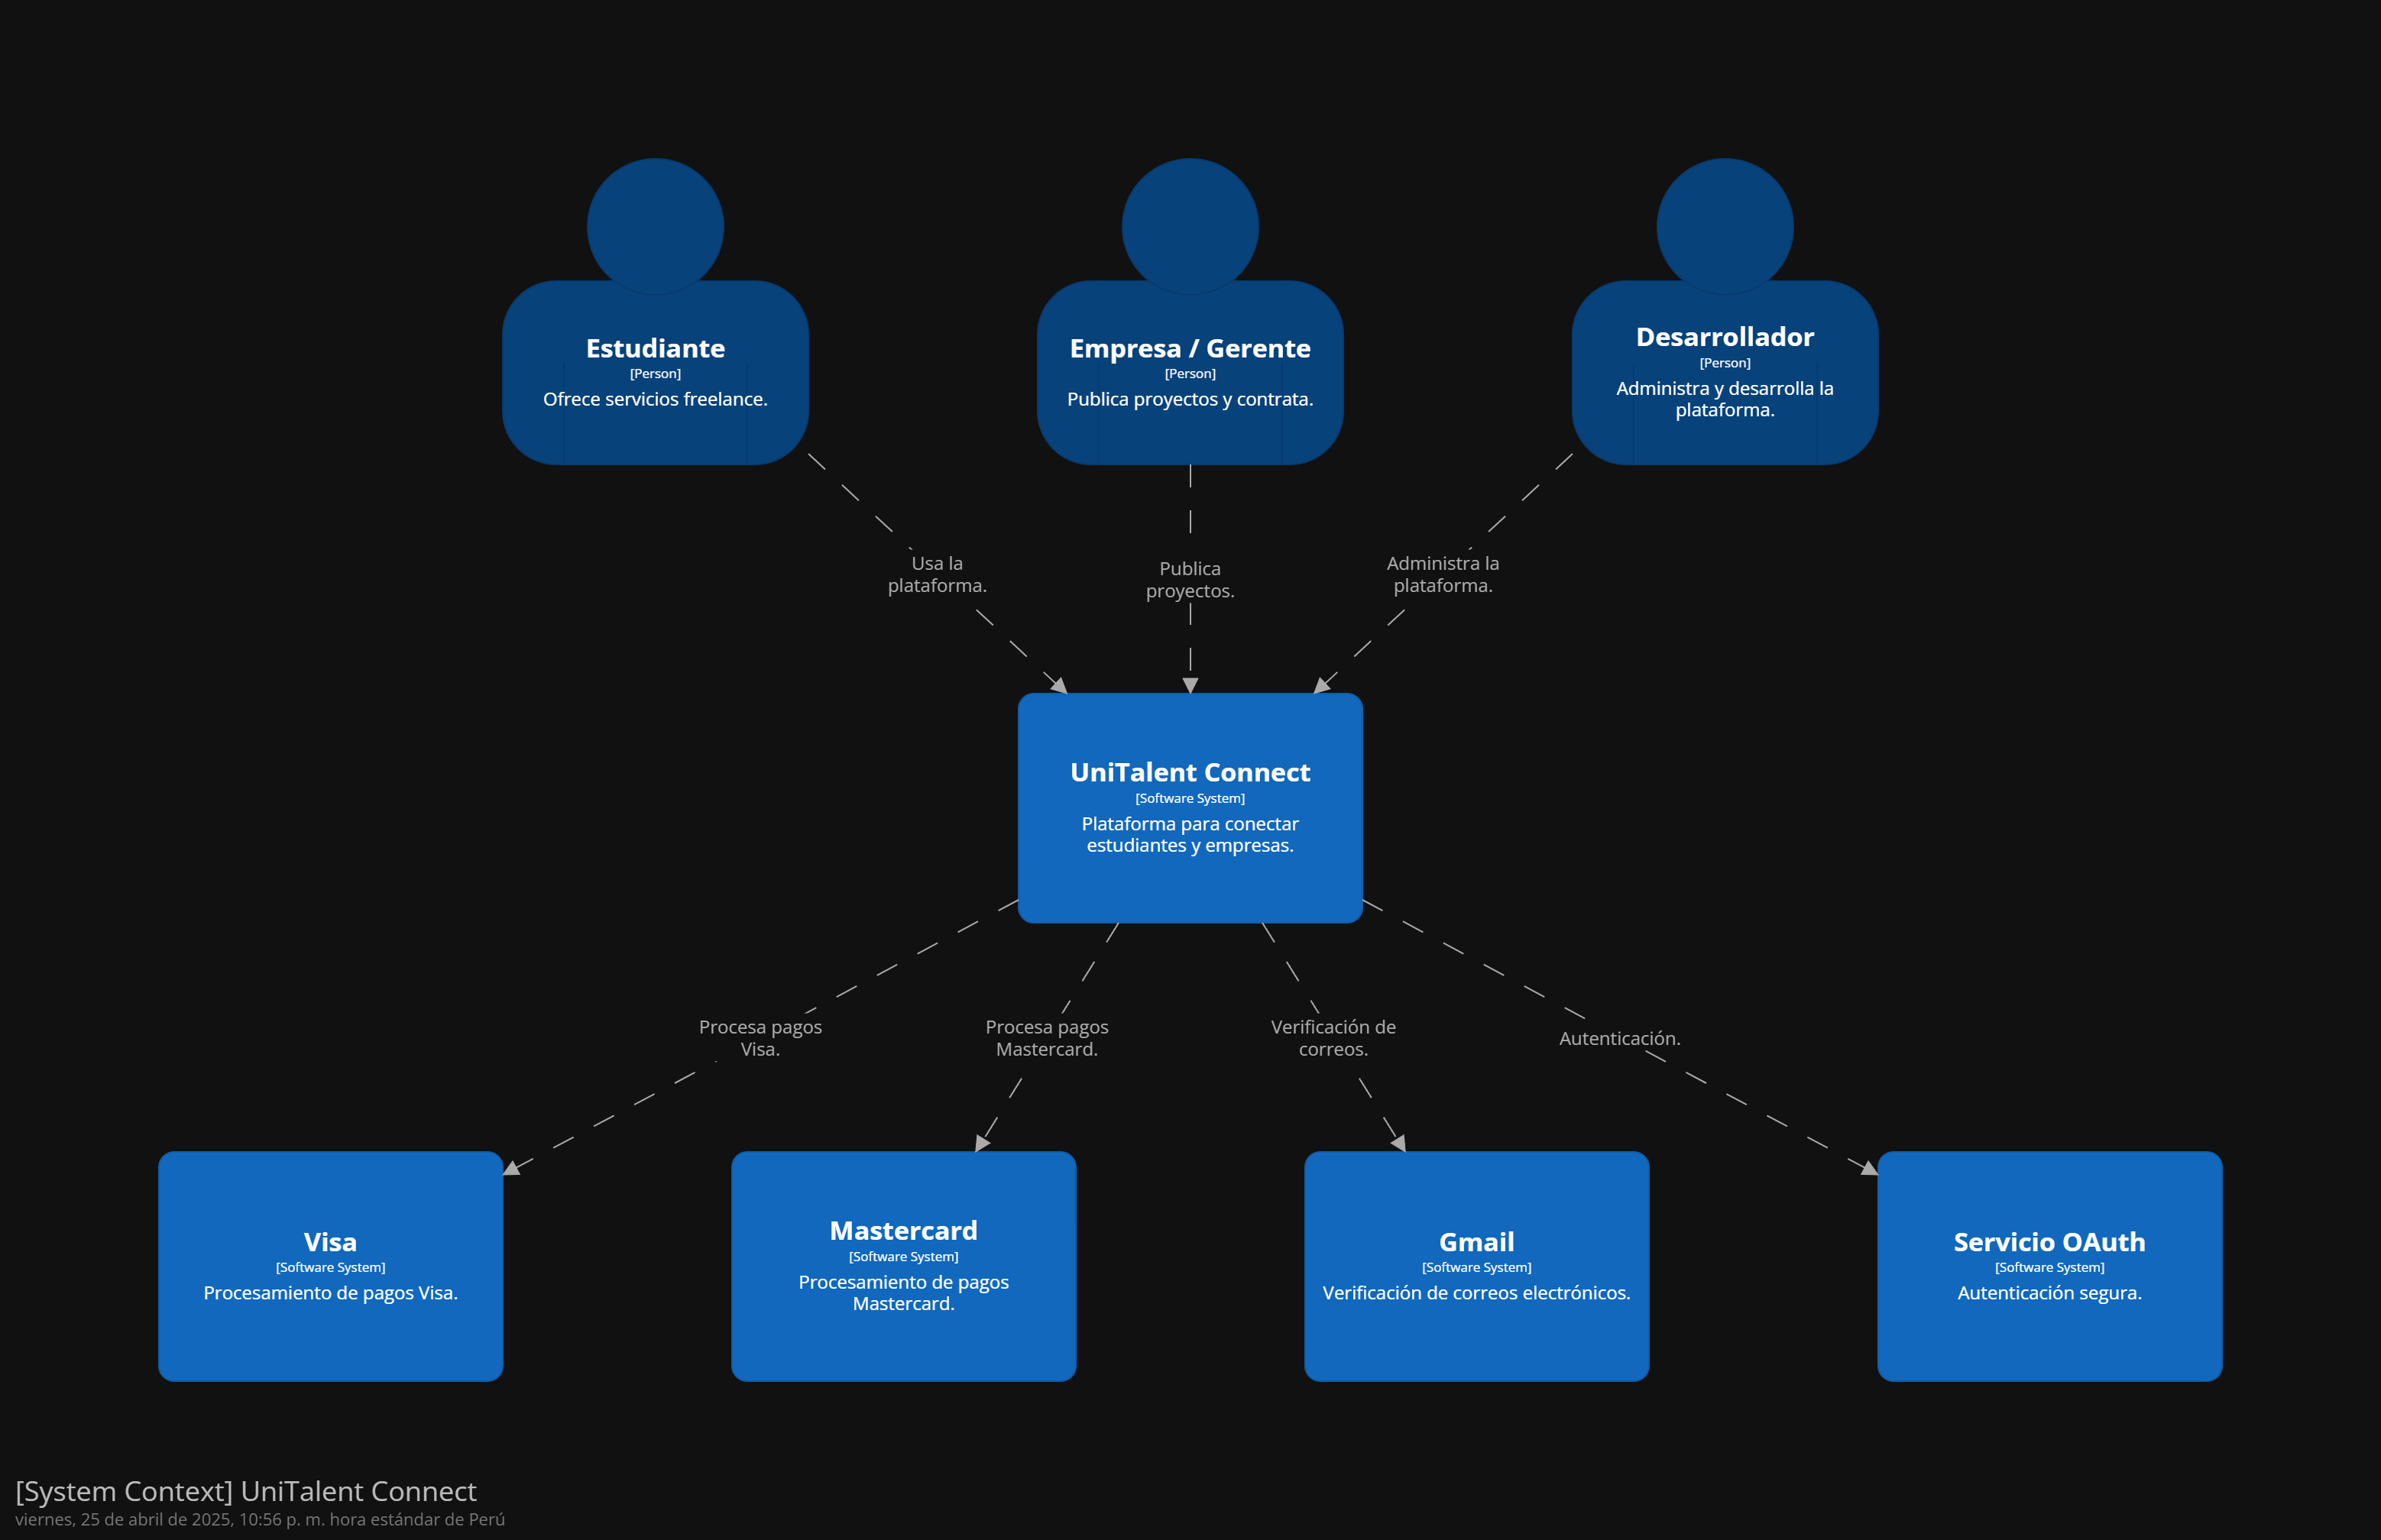 Estudiante
[Person]
Ofrece servicios freelance.
Empresa / Gerente
[Person]
Publica proyectos y contrata.
Desarrollador
[Person]
Administra y desarrolla la
plataforma.
Usa la
plataforma.
Publica
proyectos.
Administra la
plataforma.
UniTalent Connect
[Software System]
Plataforma para conectar
estudiantes y empresas.
Procesa pagos
Visa.
Procesa pagos
Mastercard.
Verificación de
correos.
Autenticación.
Visa
[Software System]
Procesamiento de pagos Visa.
Mastercard
[Software System]
Procesamiento de pagos
Mastercard.
Gmail
[Software System]
Verificación de correos electrónicos.
Servicio OAuth
[Software System]
Autenticación segura.
[System Context] UniTalent Connect
viernes, 25 de abril de 2025, 10:56 p. m. hora estándar de Perú